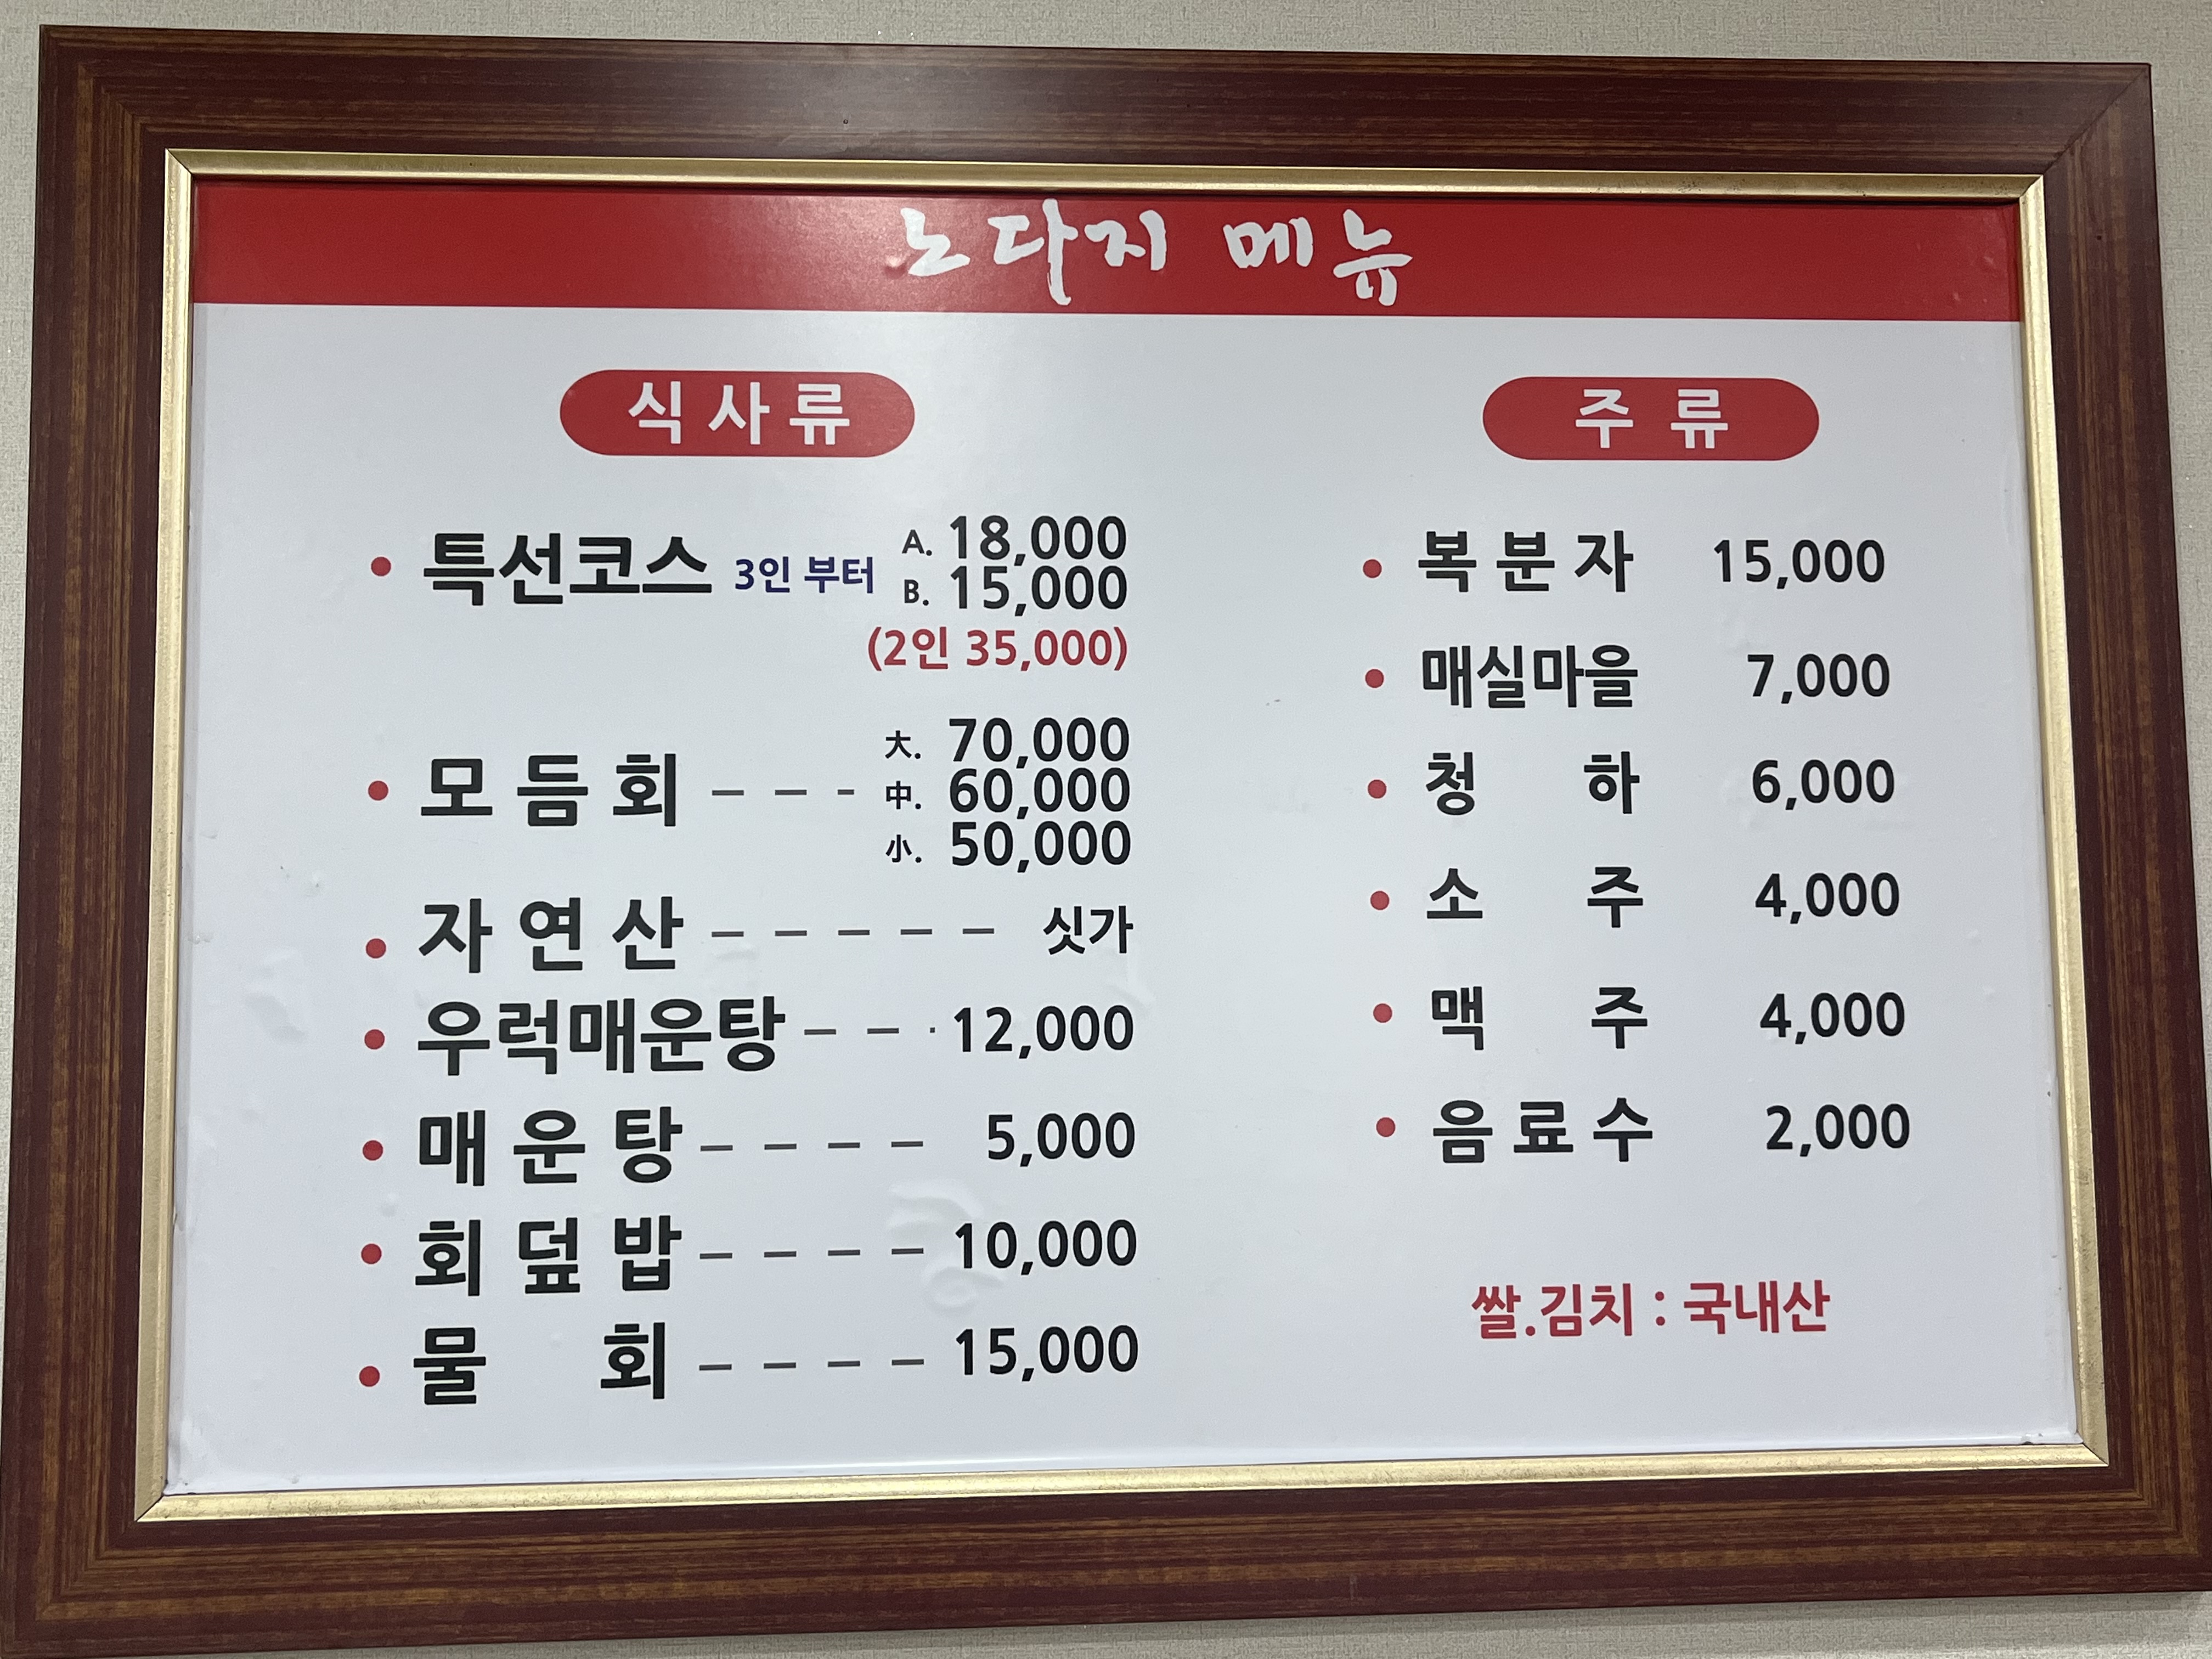 노다지 메뉴
식사류
특선코스 3인 부터 A. 18,000
B. 15,000
(2인 35,000)
모듬회 --- 大. 70,000
中. 60,000
小. 50,000
자연산 ----- 싯가
우럭매운탕 --- 12,000
매운탕 ---- 5,000
회덮밥 ---- 10,000
물회 ---- 15,000
주류
복분자 15,000
매실마을 7,000
청하 6,000
소주 4,000
맥주 4,000
음료수 2,000
쌀.김치 : 국내산